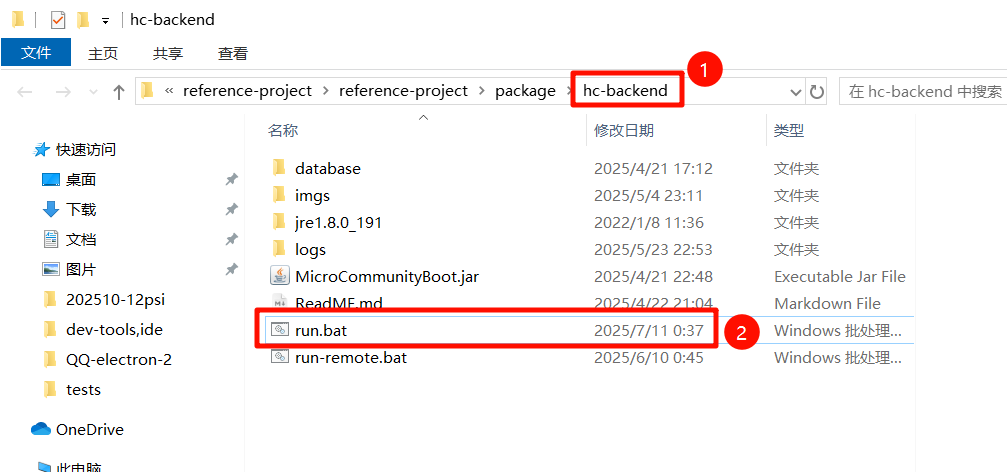 hc-backend
文件 主页 共享 查看
« reference-project › reference-project › package › hc-backend 在 hc-backend 中搜索
1
名称 修改日期 类型
快速访问
桌面
下载
文档
图片
202510-12psi
dev-tools,ide
QQ-electron-2
tests
OneDrive
此电脑
database 2025/4/21 17:12 文件夹
imgs 2025/5/4 23:11 文件夹
jre1.8.0_191 2022/1/8 11:36 文件夹
logs 2025/5/23 22:53 文件夹
MicroCommunityBoot.jar 2025/4/21 22:48 Executable Jar File
ReadME.md 2025/4/22 21:04 Markdown File
run.bat 2025/7/11 0:37 Windows 批处理...
2
run-remote.bat 2025/6/10 0:45 Windows 批处理...